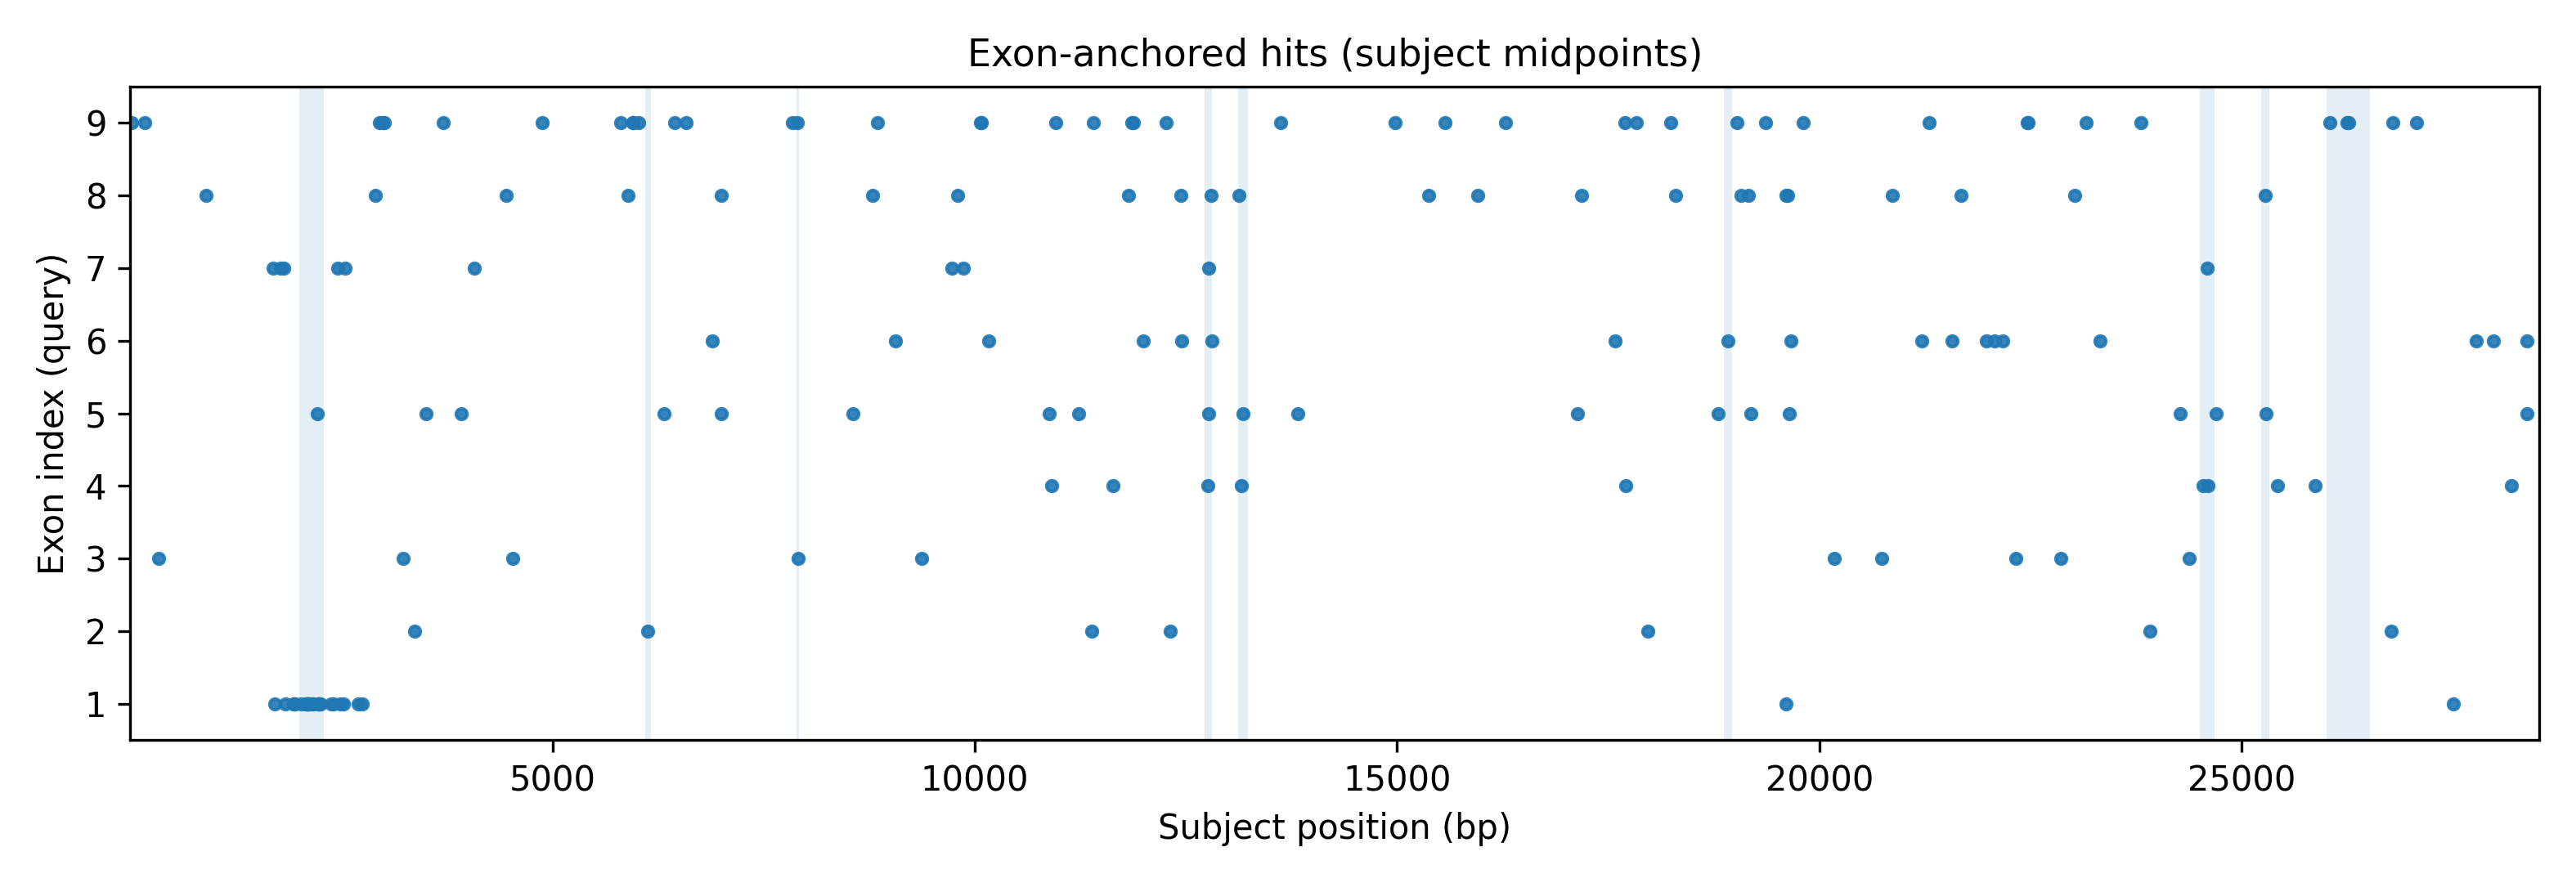 Exon-anchored hits (subject midpoints)
Exon index (query)
9
8
7
6
5
4
3
2
1
5000 10000 15000 20000 25000
Subject position (bp)